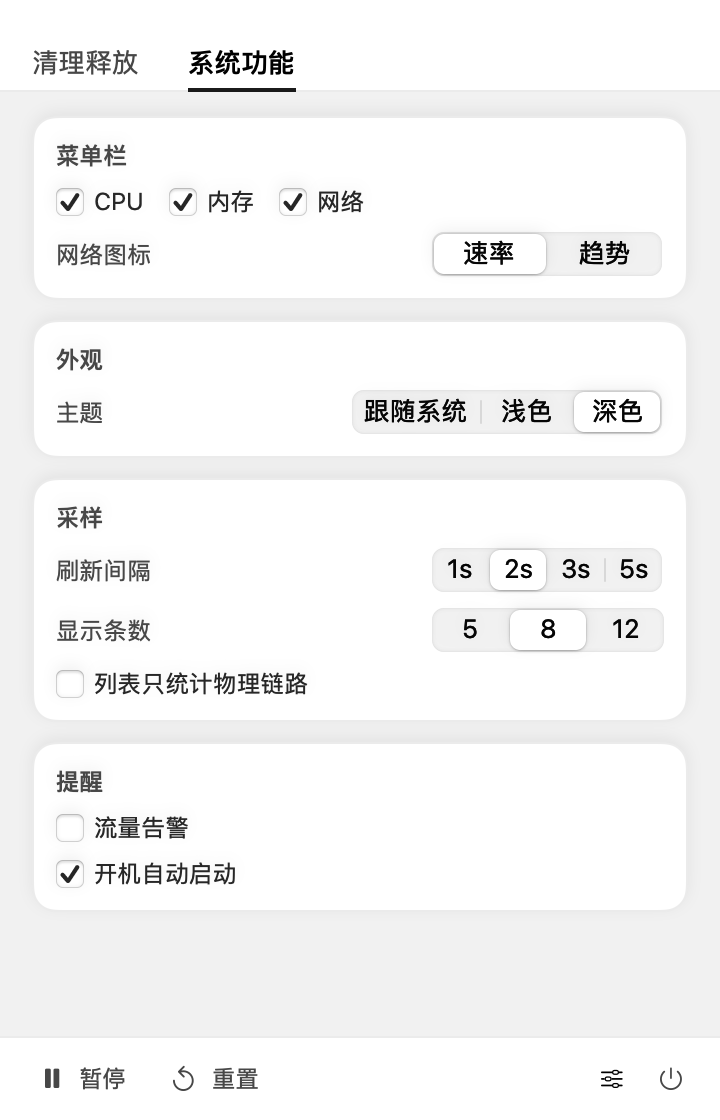 清理释放 系统功能
菜单栏
CPU 内存 网络
网络图标 速率 趋势
外观
主题 跟随系统 浅色 深色
采样
刷新间隔 1s 2s 3s 5s
显示条数 5 8 12
列表只统计物理链路
提醒
流量告警
开机自动启动
暂停 重置